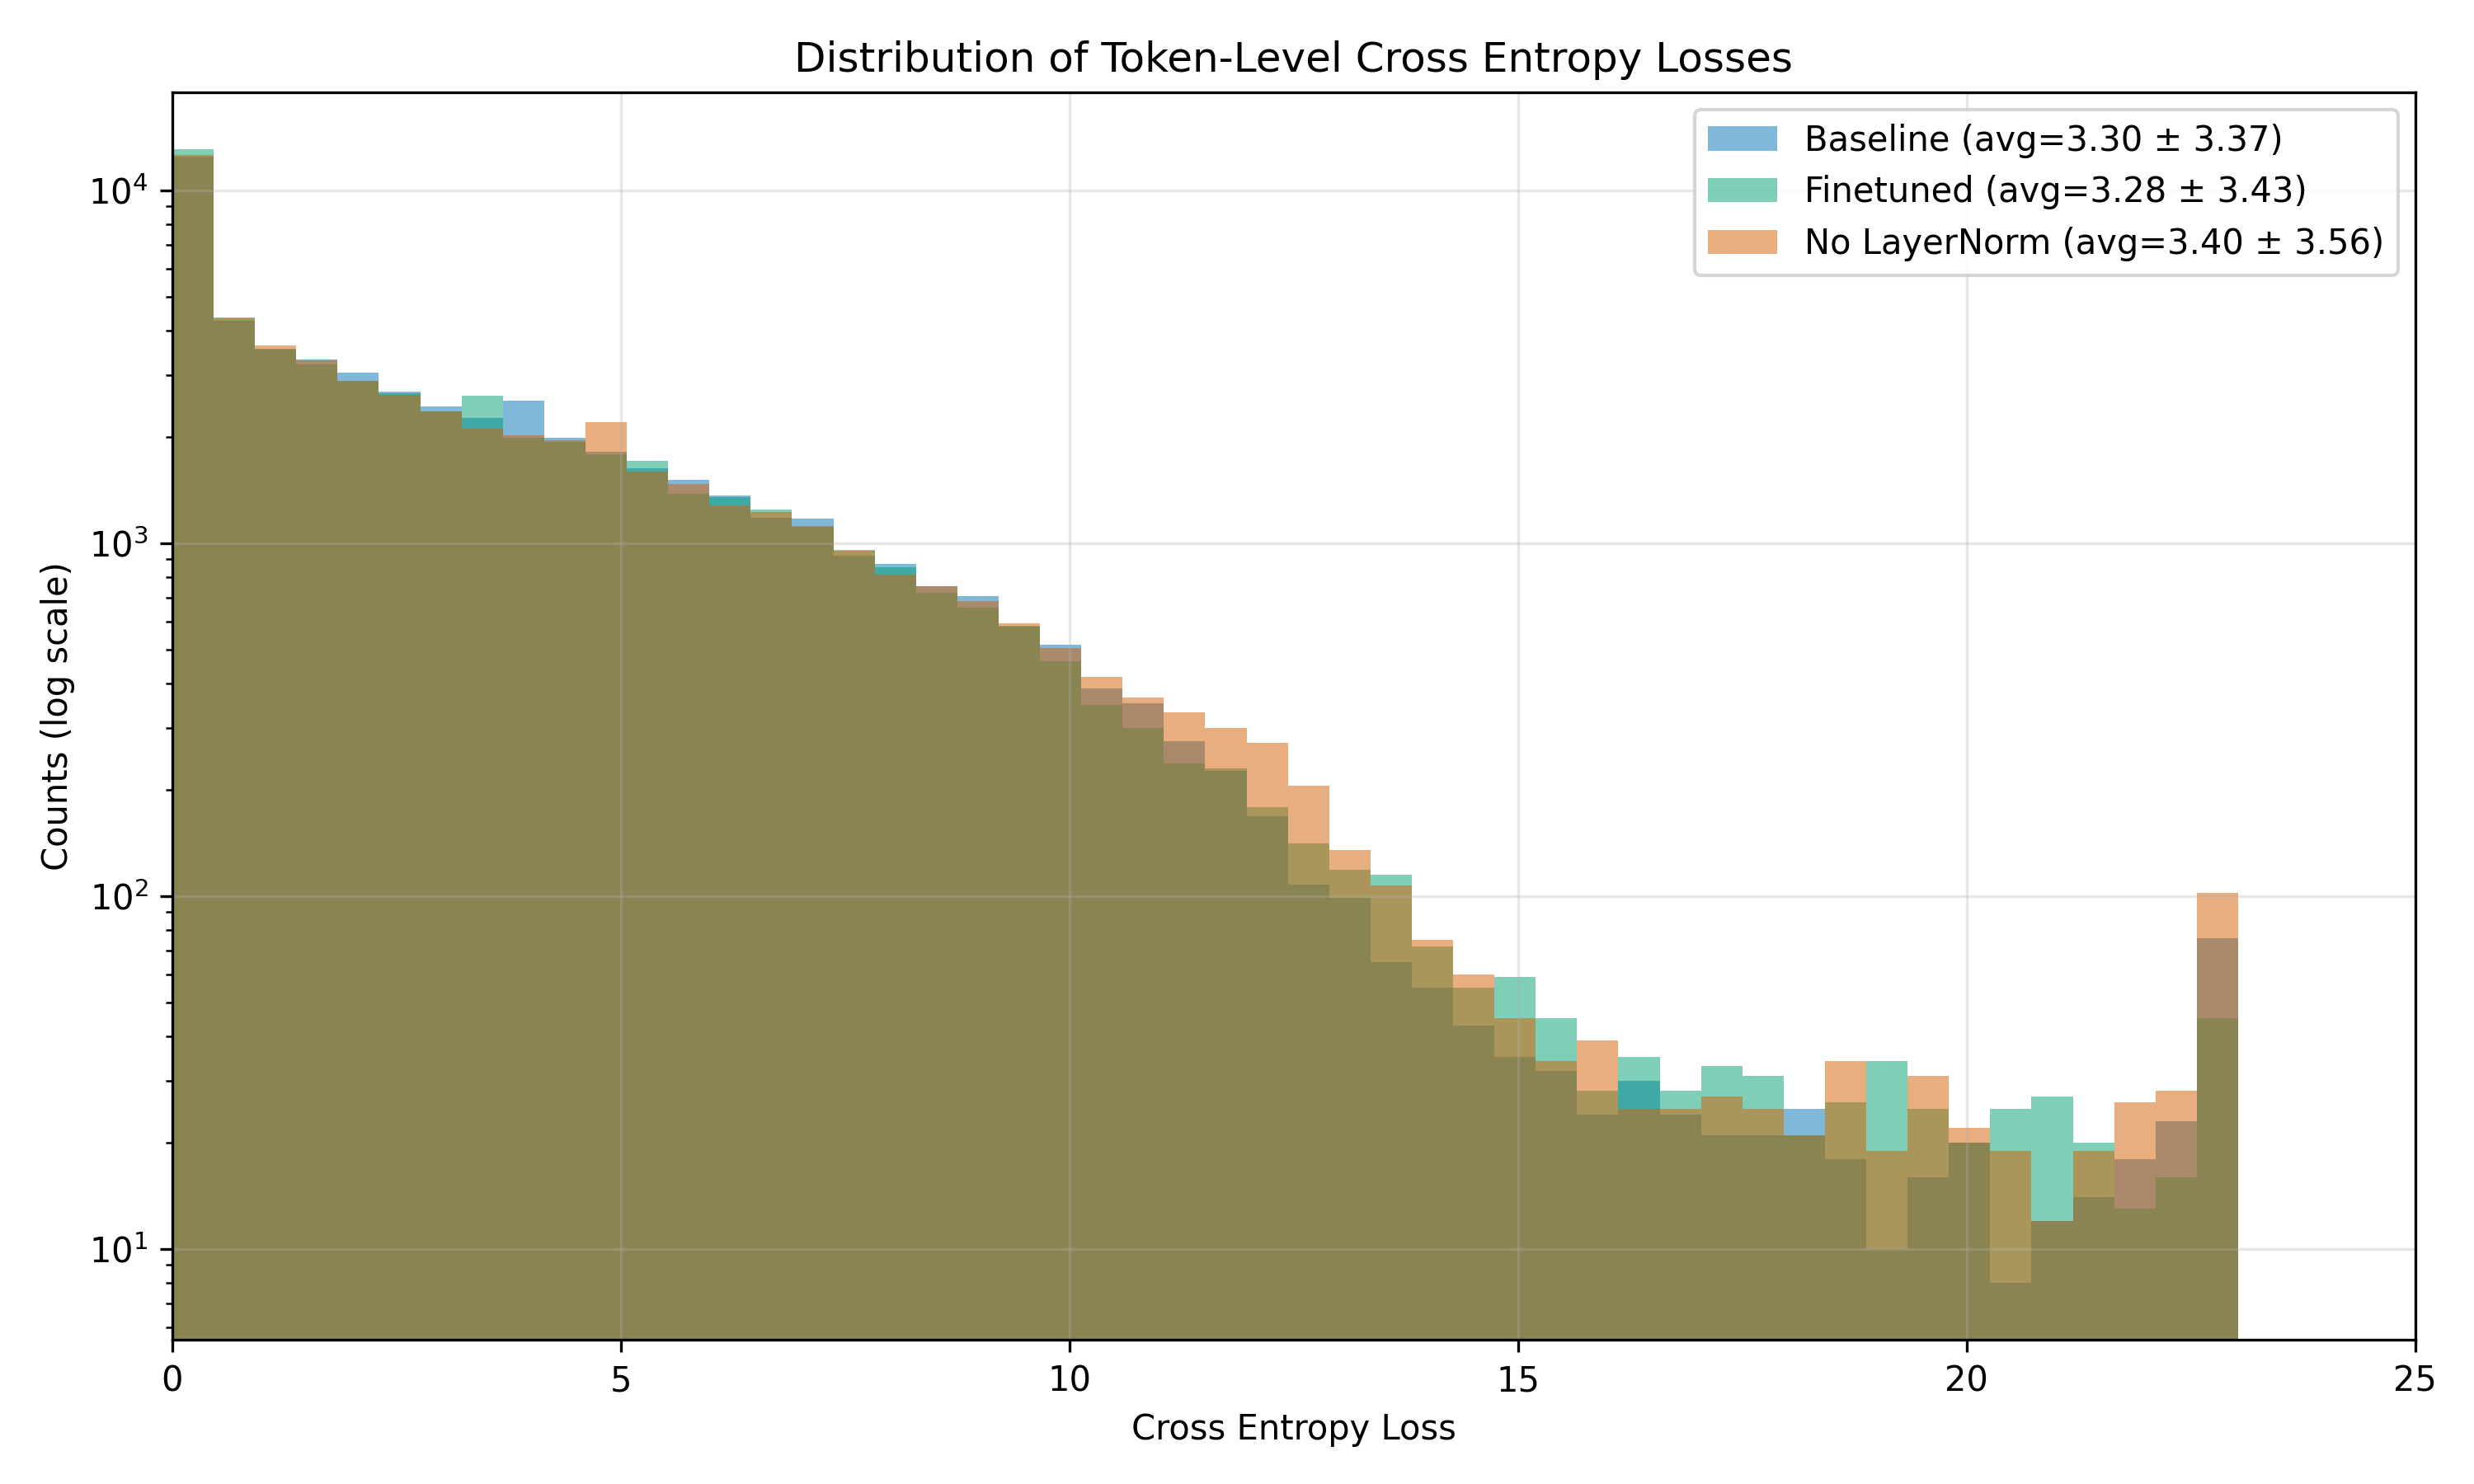 Distribution of Token-Level Cross Entropy Losses
Baseline (avg=3.30 ± 3.37)
Finetuned (avg=3.28 ± 3.43)
No LayerNorm (avg=3.40 ± 3.56)
Counts (log scale)
10⁴
10³
10²
10¹
0 5 10 15 20 25
Cross Entropy Loss